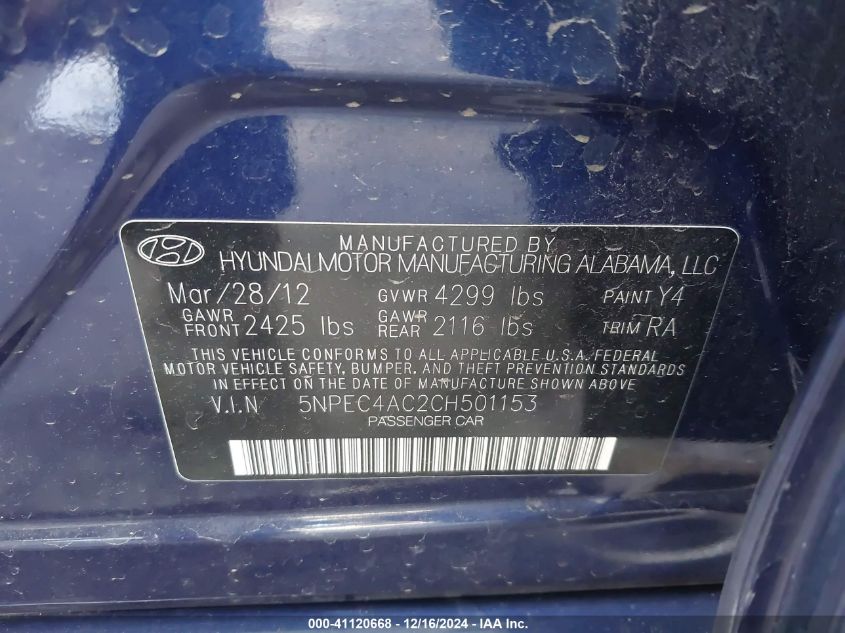 MANUFACTURED BY
HYUNDAI MOTOR MANUFACTURING ALABAMA, LLC
Mar/28/12 GVWR 4299 lbs PAINT Y4
GAWR FRONT 2425 lbs GAWR REAR 2116 lbs TRIM RA
THIS VEHICLE CONFORMS TO ALL APPLICABLE U.S.A. FEDERAL
MOTOR VEHICLE SAFETY, BUMPER, AND THEFT PREVENTION STANDARDS
IN EFFECT ON THE DATE OF MANUFACTURE SHOWN ABOVE
V.I.N 5NPEC4AC2CH501153
PASSENGER CAR
000-41120668 - 12/16/2024 - IAA Inc.